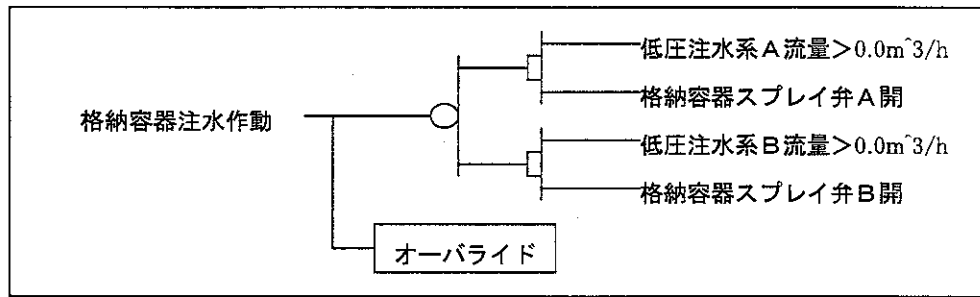 低圧注水系A流量>0.0m^3/h
格納容器スプレイ弁A開
格納容器注水作動
低圧注水系B流量>0.0m^3/h
格納容器スプレイ弁B開
オーバライド